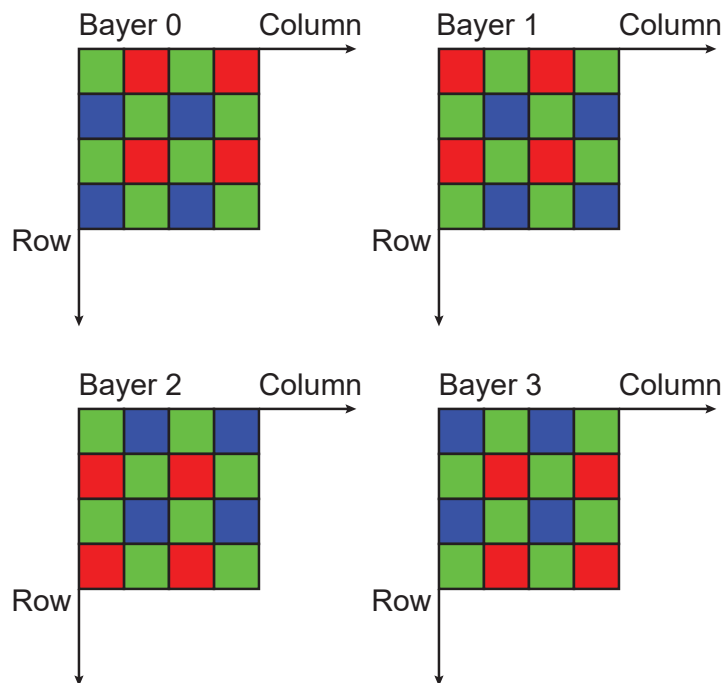 Bayer 0 Column
Bayer 1 Column
Row
Row
Bayer 2 Column
Bayer 3 Column
Row
Row